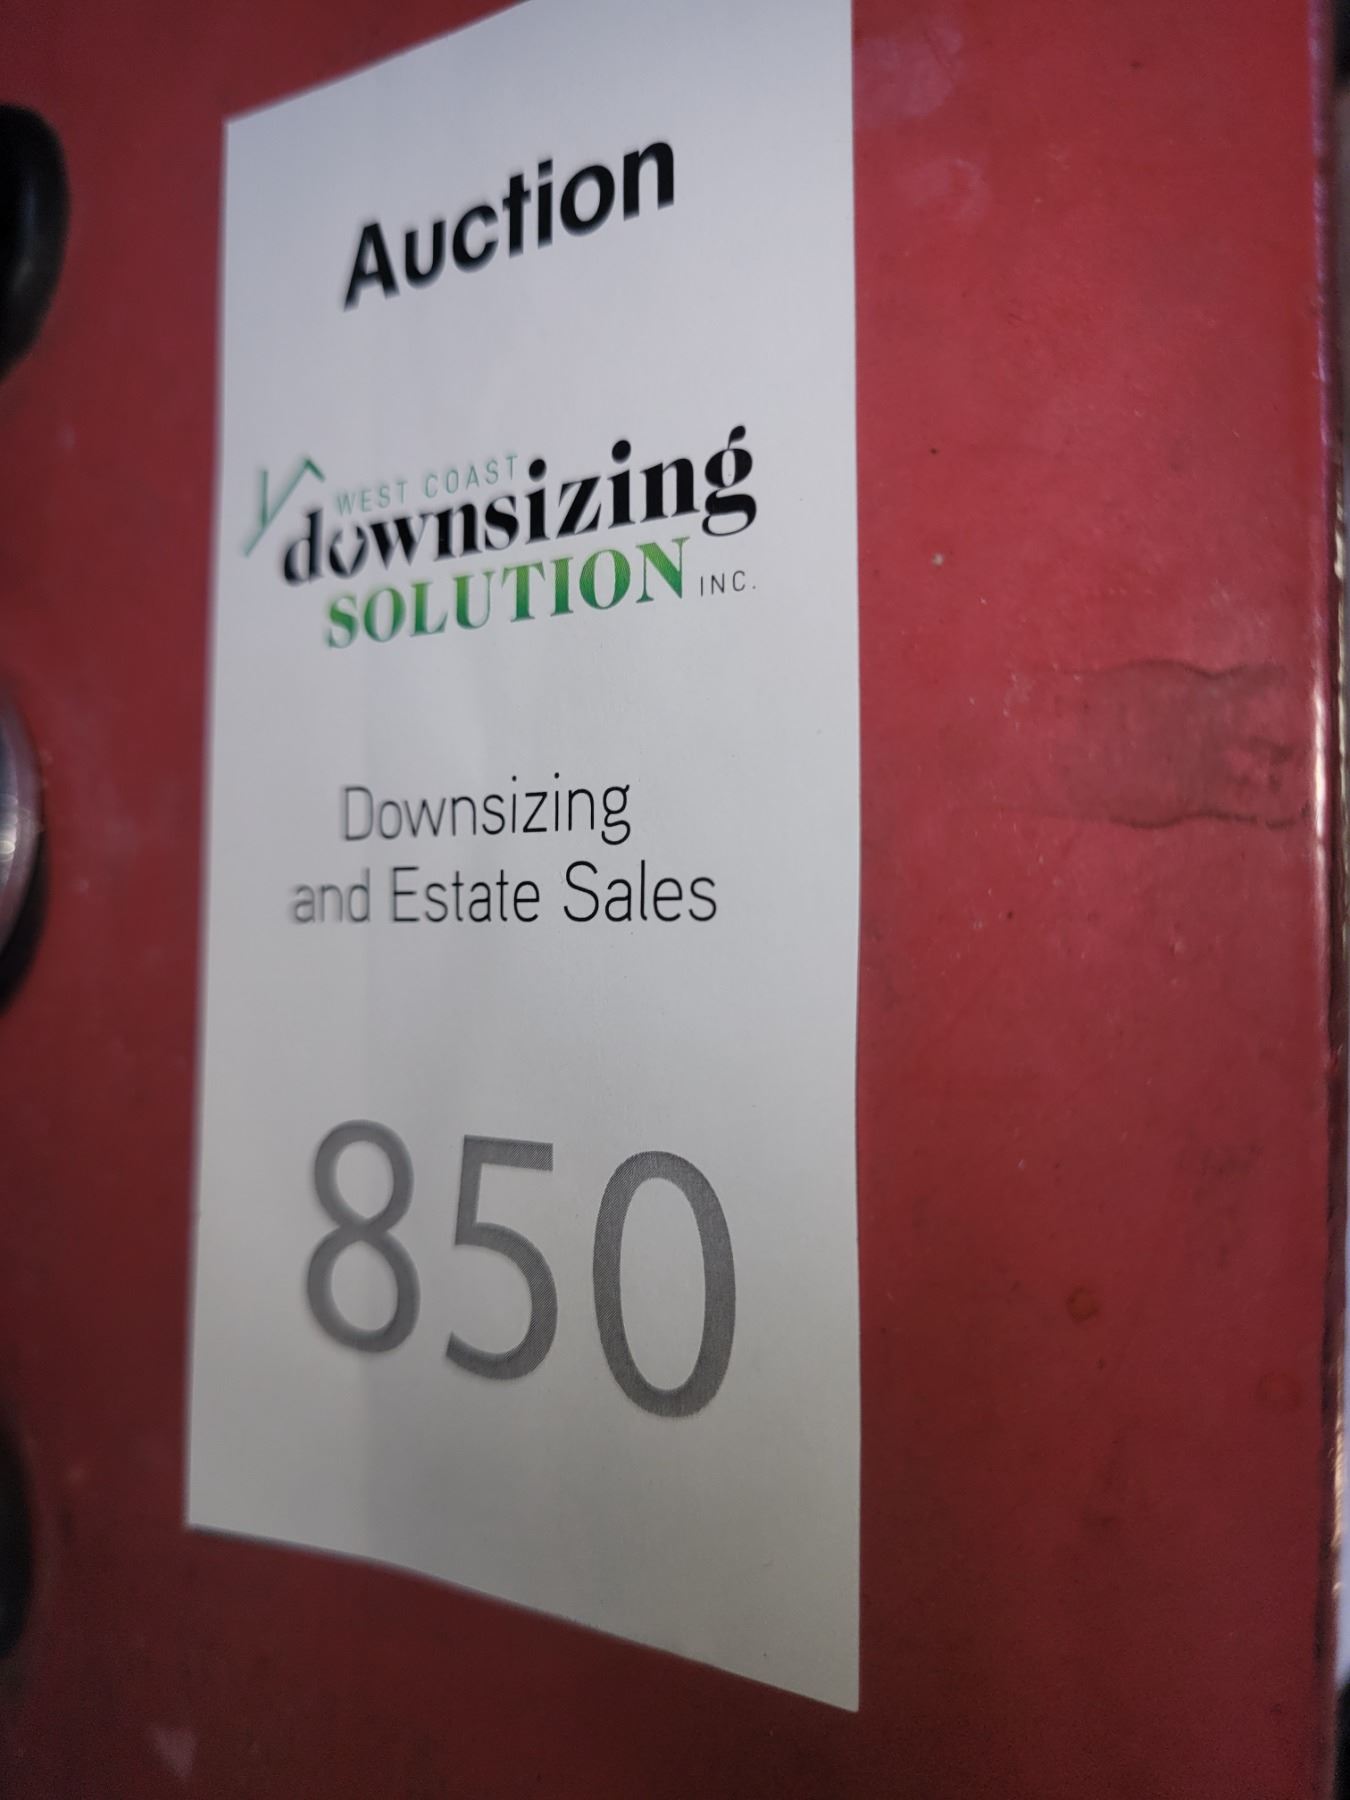 Auction
WEST COAST
downsizing
SOLUTION INC.
Downsizing
and Estate Sales
850